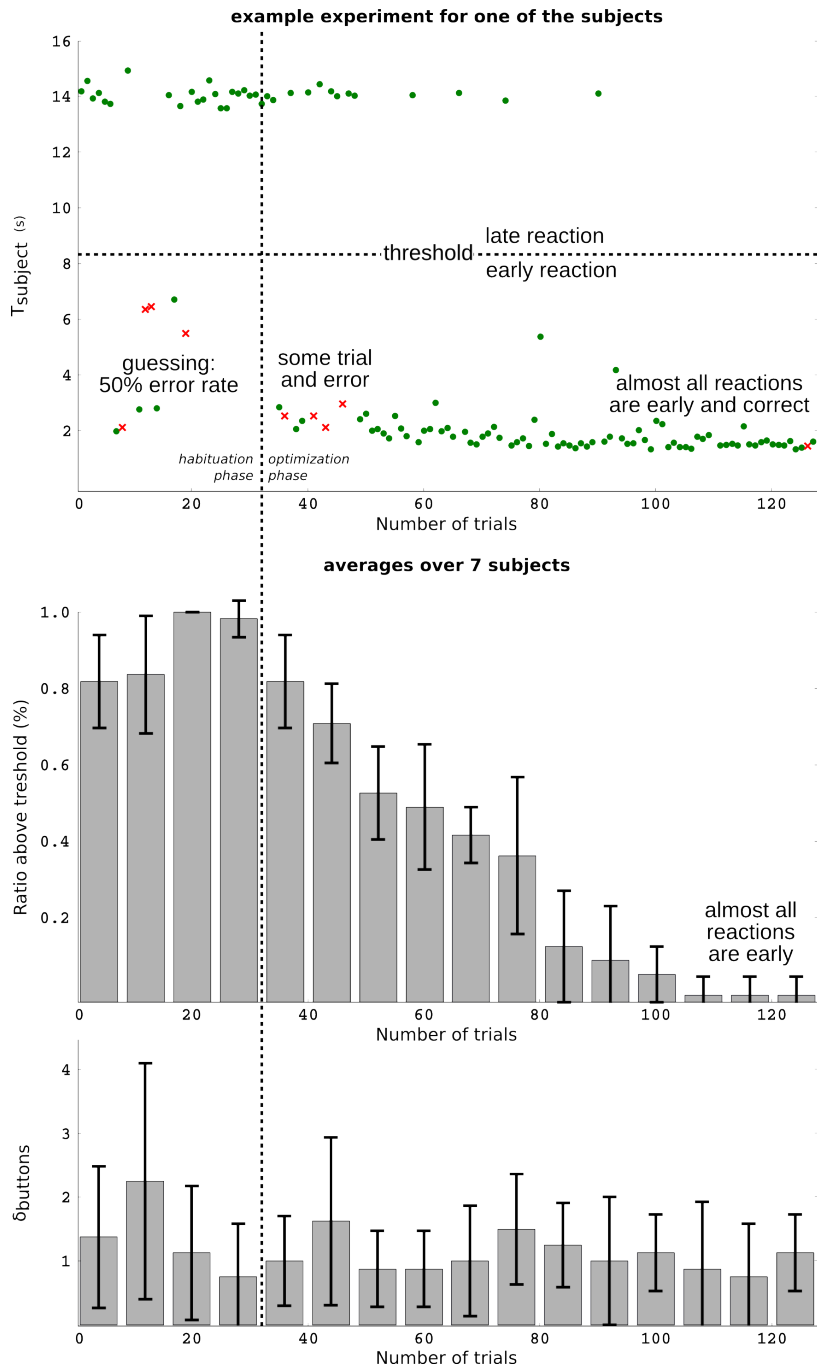 example experiment for one of the subjects
16
14
12
10
8
6
4
2
Tsubject (s)
late reaction
threshold
early reaction
guessing:
50% error rate
some trial
and error
almost all reactions
are early and correct
habituation
phase
optimization
phase
0 20 40 60 80 100 120
Number of trials
averages over 7 subjects
1.0
0.8
0.6
0.4
0.2
Ratio above treshold (%)
almost all
reactions
are early
0 20 40 60 80 100 120
Number of trials
4
3
2
1
δbuttons
0 20 40 60 80 100 120
Number of trials